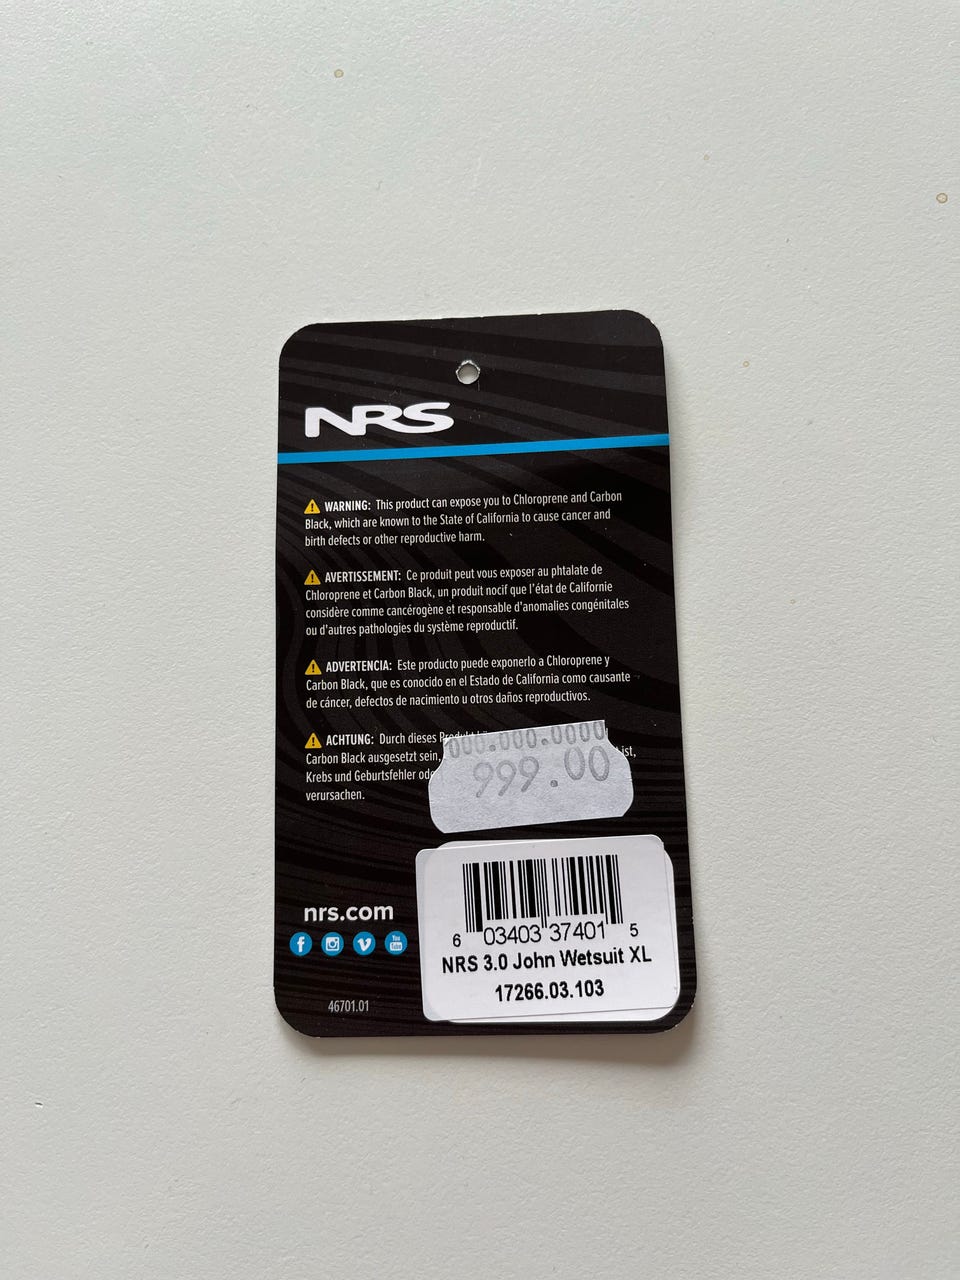 NRS
WARNING: This product can expose you to Chloroprene and Carbon
Black, which are known to the State of California to cause cancer and
birth defects or other reproductive harm.
AVERTISSEMENT: Ce produit peut vous exposer au phtalate de
Chloroprene et Carbon Black, un produit nocif que l'état de Californie
considère comme cancérogène et responsable d'anomalies congénitales
ou d'autres pathologies du système reproductif.
ADVERTENCIA: Este producto puede exponerlo a Chloroprene y
Carbon Black, que es conocido en el Estado de California como causante
de cáncer, defectos de nacimiento u otros daños reproductivos.
ACHTUNG: Durch dieses Produkt
Carbon Black ausgesetzt sein, ist,
Krebs und Geburtsfehler
verursachen.
000.000.0000
999.00
6 03403 37401 5
NRS 3.0 John Wetsuit XL
17266.03.103
nrs.com
f You Tube
46701.01